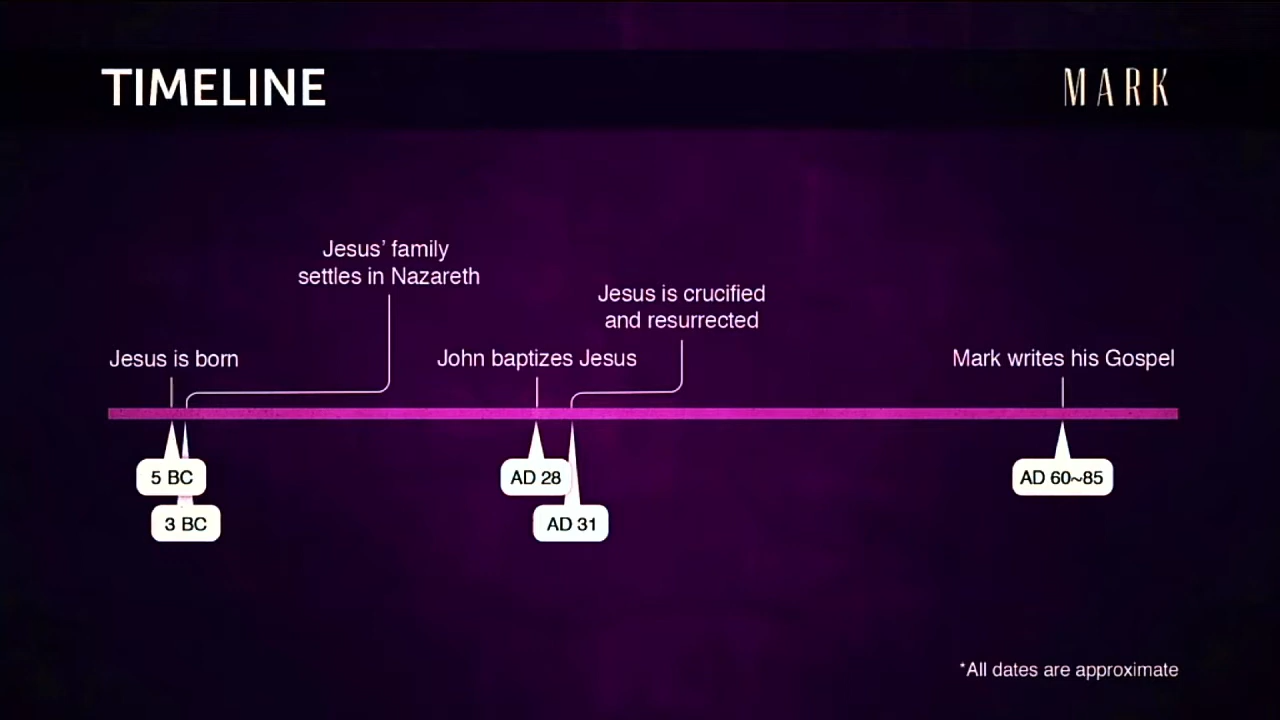 TIMELINE
MARK
Jesus’ family
settles in Nazareth
Jesus is crucified
and resurrected
Jesus is born
John baptizes Jesus
Mark writes his Gospel
5 BC
AD 28
AD 60~85
3 BC
AD 31
*All dates are approximate